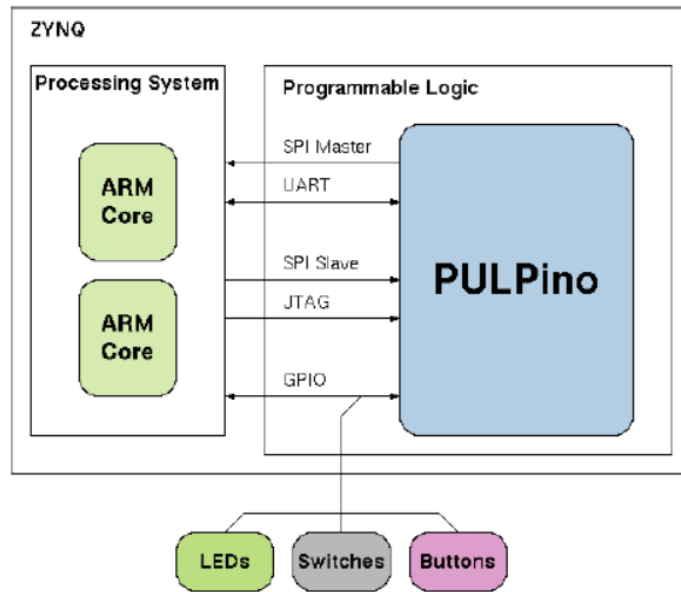 ZYNQ
Processing System
Programmable Logic
SPI Master
UART
ARM
Core
SPI Slave
JTAG
ARM
Core
GPIO
PULPino
LEDs
Switches
Buttons